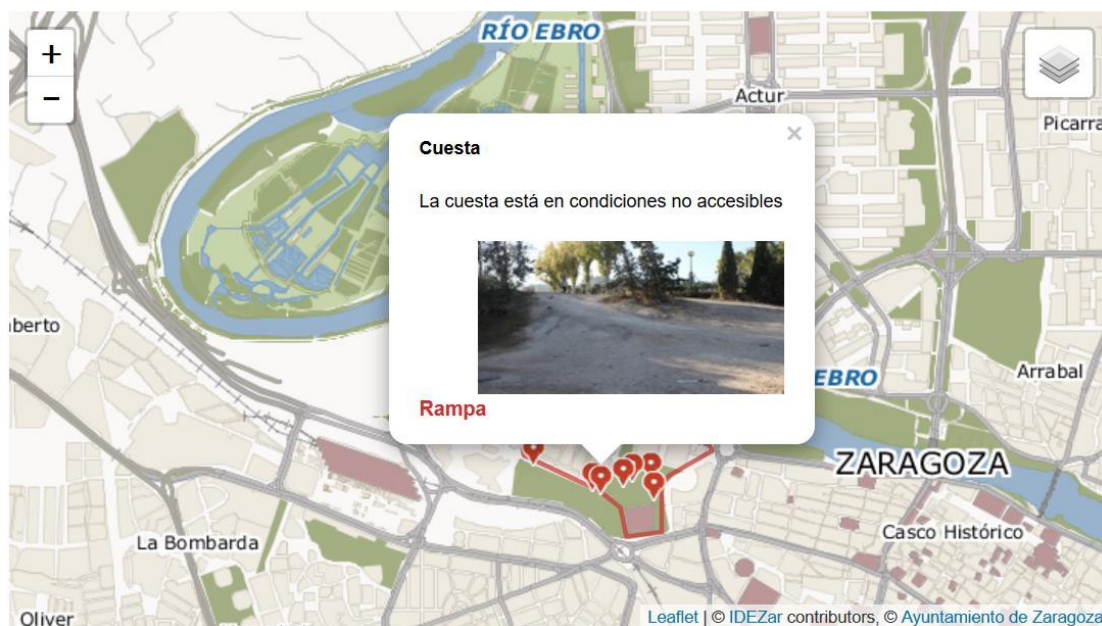 RÍO EBRO
+
−
Actur
Picarra
Cuesta
×
La cuesta está en condiciones no accesibles
berto
EBRO
Arrabal
Rampa
ZARAGOZA
La Bombarda
Casco Histórico
Oliver
Leaflet | © IDEZar contributors, © Ayuntamiento de Zaragoza